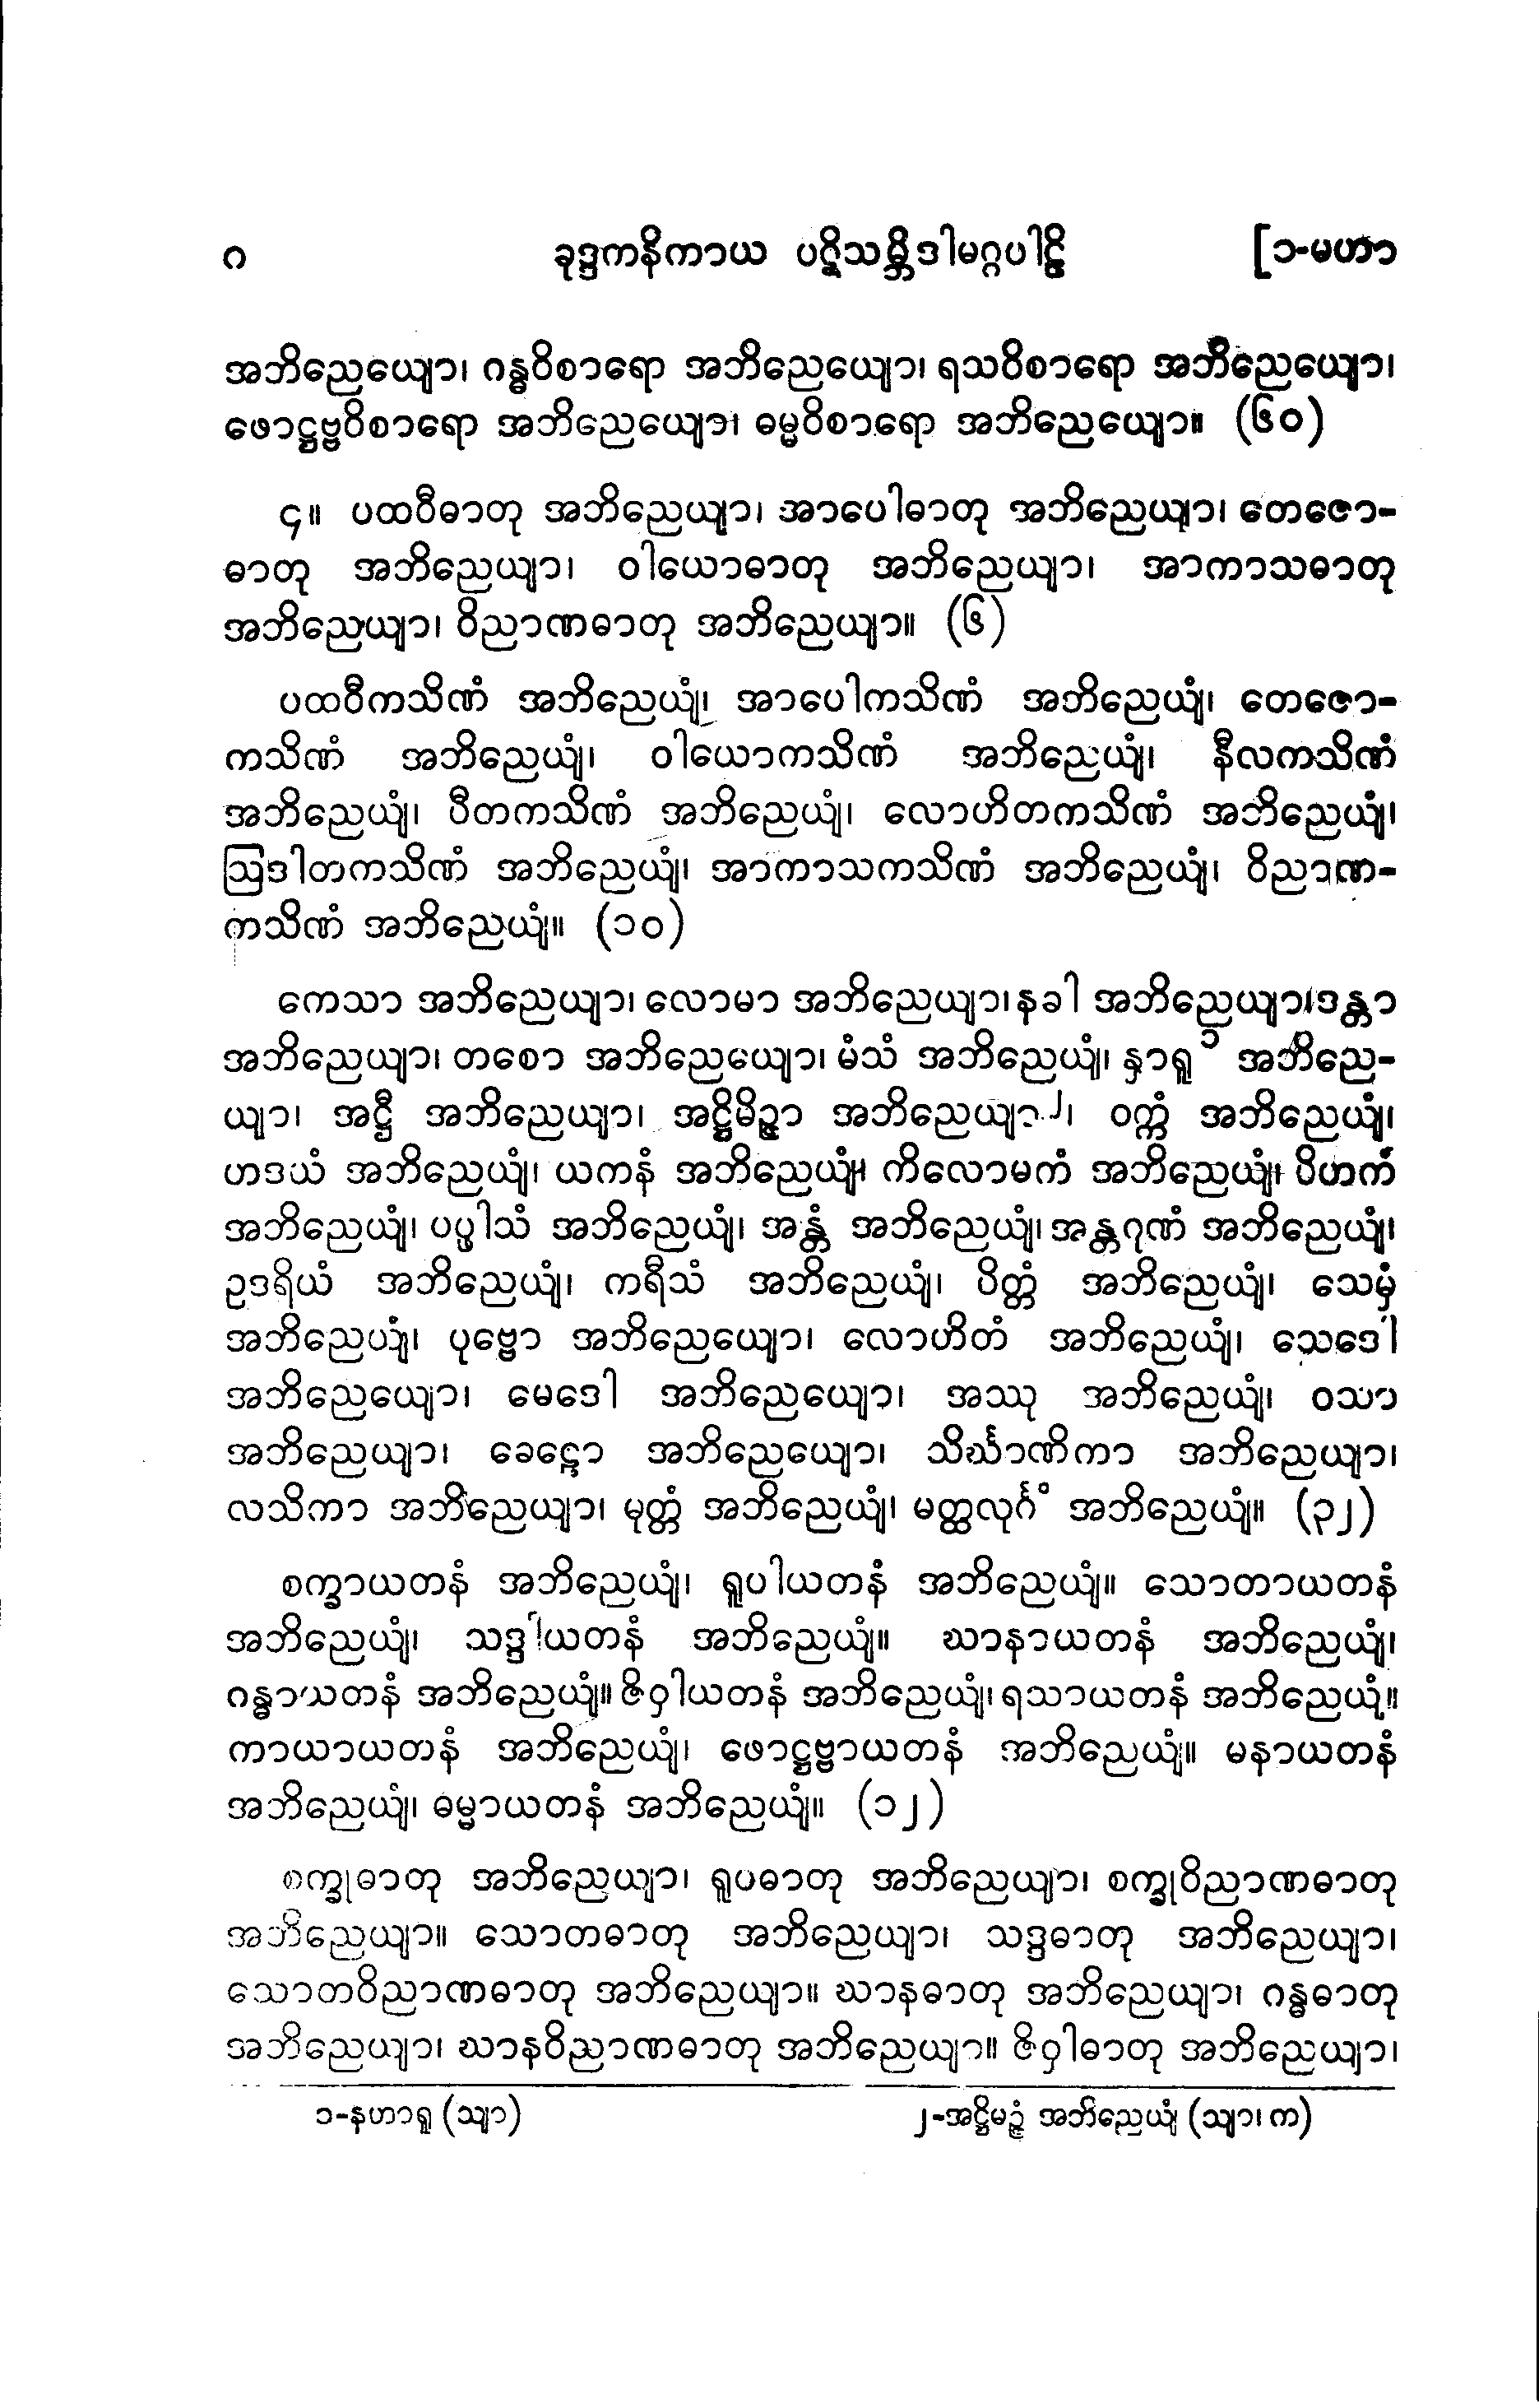 ဂ ခုဒ္ဒကနိကာယ ပဋိသမ္ဘိဒါမဂ္ဂပါဠိ [၁-မဟာ
အဘိညေယျော၊ ဂန္ဓဝိစာရော အဘိညေယျော၊ ရသဝိစာရော အဘိညေယျော၊
ဖောဋ္ဌဗ္ဗဝိစာရော အဘိညေယျော၊ ဓမ္မဝိစာရော အဘိညေယျော။ (၆၀)
၄။ ပထဝီဓာတု အဘိညေယျာ၊ အာပေါဓာတု အဘိညေယျာ၊ တေဇော-
ဓာတု အဘိညေယျာ၊ ဝါယောဓာတု အဘိညေယျာ၊ အာကာသဓာတု
အဘိညေယျာ၊ ဝိညာဏဓာတု အဘိညေယျာ။ (၆)
ပထဝီကသိဏံ အဘိညေယျံ၊ အာပေါကသိဏံ အဘိညေယျံ၊ တေဇော-
ကသိဏံ အဘိညေယျံ၊ ဝါယောကသိဏံ အဘိညေယျံ၊ နီလကသိဏံ
အဘိညေယျံ၊ ပီတကသိဏံ အဘိညေယျံ၊ လောဟိတကသိဏံ အဘိညေယျံ၊
ဩဒါတကသိဏံ အဘိညေယျံ၊ အာကာသကသိဏံ အဘိညေယျံ၊ ဝိညာဏ-
ကသိဏံ အဘိညေယျံ။ (၁၀)
ကေသာ အဘိညေယျာ၊ လောမာ အဘိညေယျာ၊ နခါ အဘိညေယျာ၊ ဒန္တာ
အဘိညေယျာ၊ တစော အဘိညေယျော၊ မံသံ အဘိညေယျံ၊ နှာရူ ၁ အဘိညေ-
ယျာ၊ အဋ္ဌီ အဘိညေယျာ၊ အဋ္ဌိမိဉ္ဇာ အဘိညေယျာ ၂၊ ဝက္ကံ အဘိညေယျံ၊
ဟဒယံ အဘိညေယျံ၊ ယကနံ အဘိညေယျံ၊ ကိလောမကံ အဘိညေယျံ၊ ပိဟကံ
အဘိညေယျံ၊ ပပ္ဖါသံ အဘိညေယျံ၊ အန္တံ အဘိညေယျံ၊ အန္တဂုဏံ အဘိညေယျံ၊
ဥဒရိယံ အဘိညေယျံ၊ ကရီသံ အဘိညေယျံ၊ ပိတ္တံ အဘိညေယျံ၊ သေမှံ
အဘိညေယျံ၊ ပုဗ္ဗော အဘိညေယျော၊ လောဟိတံ အဘိညေယျံ၊ သေဒေါ
အဘိညေယျော၊ မေဒေါ အဘိညေယျော၊ အဿု အဘိညေယျံ၊ ဝသာ
အဘိညေယျာ၊ ခေဠော အဘိညေယျော၊ သိင်္ဃာဏိကာ အဘိညေယျာ၊
လသိကာ အဘိညေယျာ၊ မုတ္တံ အဘိညေယျံ၊ မတ္ထလုင်္ဂံ အဘိညေယျံ။ (၃၂)
စက္ခာယတနံ အဘိညေယျံ၊ ရူပါယတနံ အဘိညေယျံ။ သောတာယတနံ
အဘိညေယျံ၊ သဒ္ဒါယတနံ အဘိညေယျံ။ ဃာနာယတနံ အဘိညေယျံ၊
ဂန္ဓာယတနံ အဘိညေယျံ။ ဇိဝှါယတနံ အဘိညေယျံ၊ ရသာယတနံ အဘိညေယျံ။
ကာယာယတနံ အဘိညေယျံ၊ ဖောဋ္ဌဗ္ဗာယတနံ အဘိညေယျံ။ မနာယတနံ
အဘိညေယျံ၊ ဓမ္မာယတနံ အဘိညေယျံ။ (၁၂)
စက္ခုဓာတု အဘိညေယျာ၊ ရူပဓာတု အဘိညေယျာ၊ စက္ခုဝိညာဏဓာတု
အဘိညေယျာ။ သောတဓာတု အဘိညေယျာ၊ သဒ္ဒဓာတု အဘိညေယျာ၊
သောတဝိညာဏဓာတု အဘိညေယျာ။ ဃာနဓာတု အဘိညေယျာ၊ ဂန္ဓဓာတု
အဘိညေယျာ၊ ဃာနဝိညာဏဓာတု အဘိညေယျာ။ ဇိဝှါဓာတု အဘိညေယျာ၊
၁-နဟာရူ (သျာ) ၂-အဋ္ဌိမဉ္ဇံ အဘိညေယျံ (သျာ၊ က)